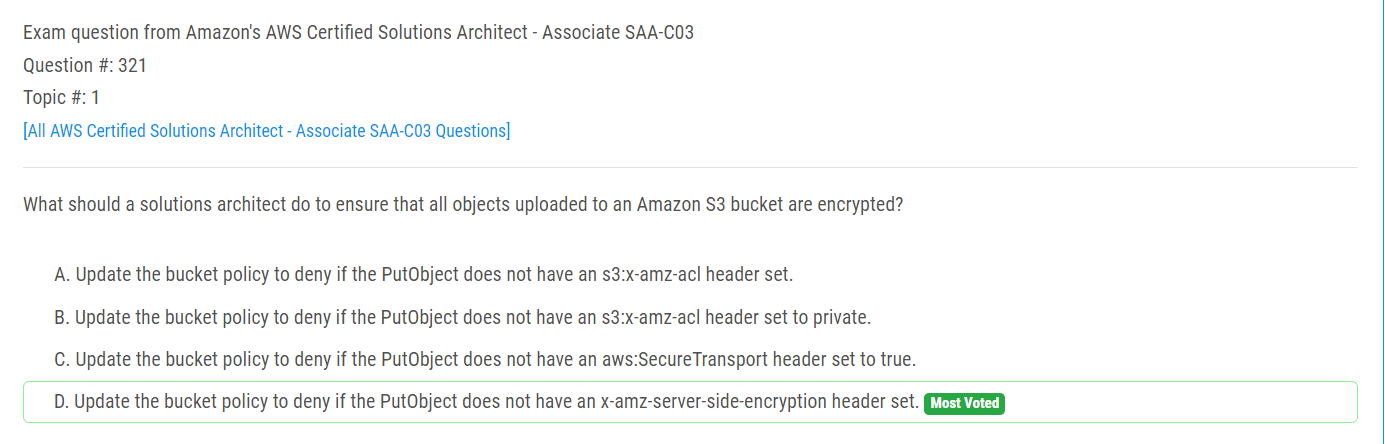 Exam question from Amazon's AWS Certified Solutions Architect - Associate SAA-C03
Question #: 321
Topic #: 1
[All AWS Certified Solutions Architect - Associate SAA-C03 Questions]
What should a solutions architect do to ensure that all objects uploaded to an Amazon S3 bucket are encrypted?
A. Update the bucket policy to deny if the PutObject does not have an s3:x-amz-acl header set.
B. Update the bucket policy to deny if the PutObject does not have an s3:x-amz-acl header set to private.
C. Update the bucket policy to deny if the PutObject does not have an aws:SecureTransport header set to true.
D. Update the bucket policy to deny if the PutObject does not have an x-amz-server-side-encryption header set. Most Voted